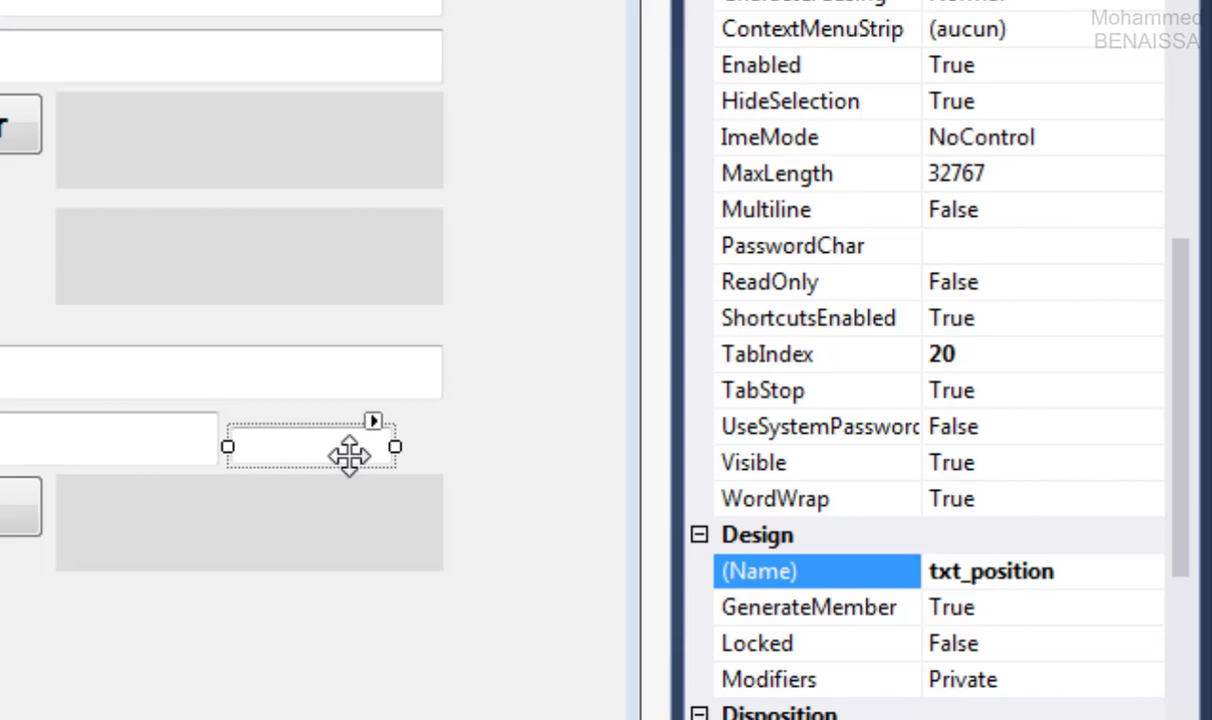 Mohammed
BENAISSA
ContextMenuStrip (aucun)
Enabled True
HideSelection True
ImeMode NoControl
MaxLength 32767
Multiline False
PasswordChar
ReadOnly False
ShortcutsEnabled True
TabIndex 20
TabStop True
UseSystemPassword False
Visible True
WordWrap True
Design
(Name) txt_position
GenerateMember True
Locked False
Modifiers Private
Disposition